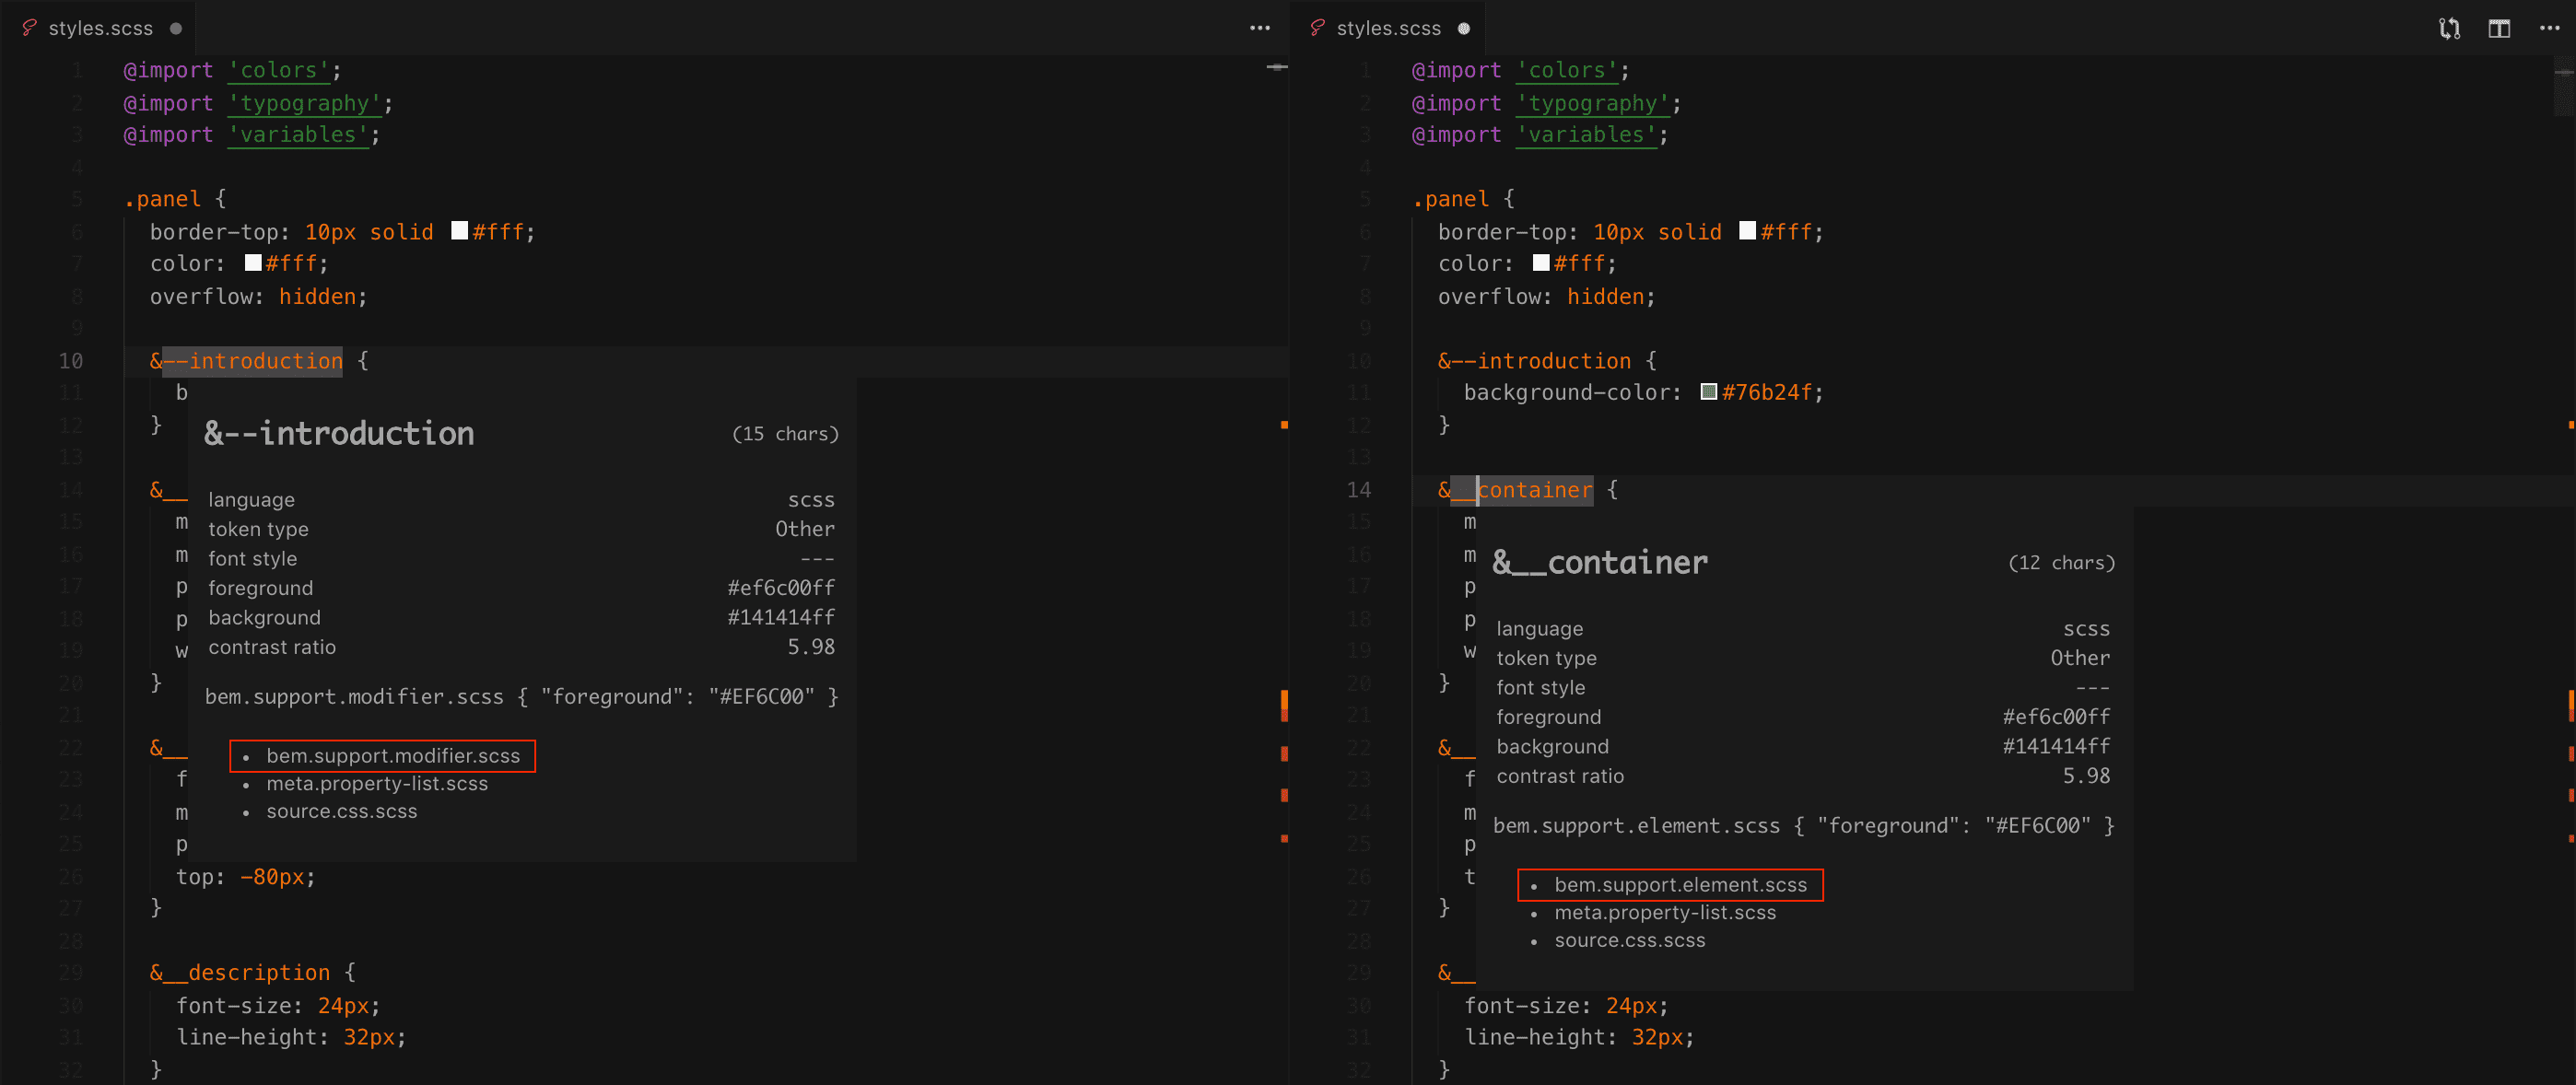 styles.scss
1 @import 'colors';
2 @import 'typography';
3 @import 'variables';
4
5 .panel {
6 border-top: 10px solid #fff;
7 color: #fff;
8 overflow: hidden;
9
10 &--introduction {
11 b
12 }
13
14 &__
15 m
16 m
17 p
18 p
19 w
20 }
21
22 &__
23 f
24 m
25 p
26 top: -80px;
27 }
28
29 &__description {
30 font-size: 24px;
31 line-height: 32px;
32 }
&--introduction (15 chars)
language scss
token type Other
font style ---
foreground #ef6c00ff
background #141414ff
contrast ratio 5.98
bem.support.modifier.scss { "foreground": "#EF6C00" }
• bem.support.modifier.scss
• meta.property-list.scss
• source.css.scss
styles.scss
1 @import 'colors';
2 @import 'typography';
3 @import 'variables';
4
5 .panel {
6 border-top: 10px solid #fff;
7 color: #fff;
8 overflow: hidden;
9
10 &--introduction {
11 background-color: #76b24f;
12 }
13
14 &__container {
15 m
16 m
17 p
18 p
19 w
20 }
21
22 &__
23 f
24 m
25 p
26 t
27 }
28
29 &__
30 font-size: 24px;
31 line-height: 32px;
32 }
&__container (12 chars)
language scss
token type Other
font style ---
foreground #ef6c00ff
background #141414ff
contrast ratio 5.98
bem.support.element.scss { "foreground": "#EF6C00" }
• bem.support.element.scss
• meta.property-list.scss
• source.css.scss